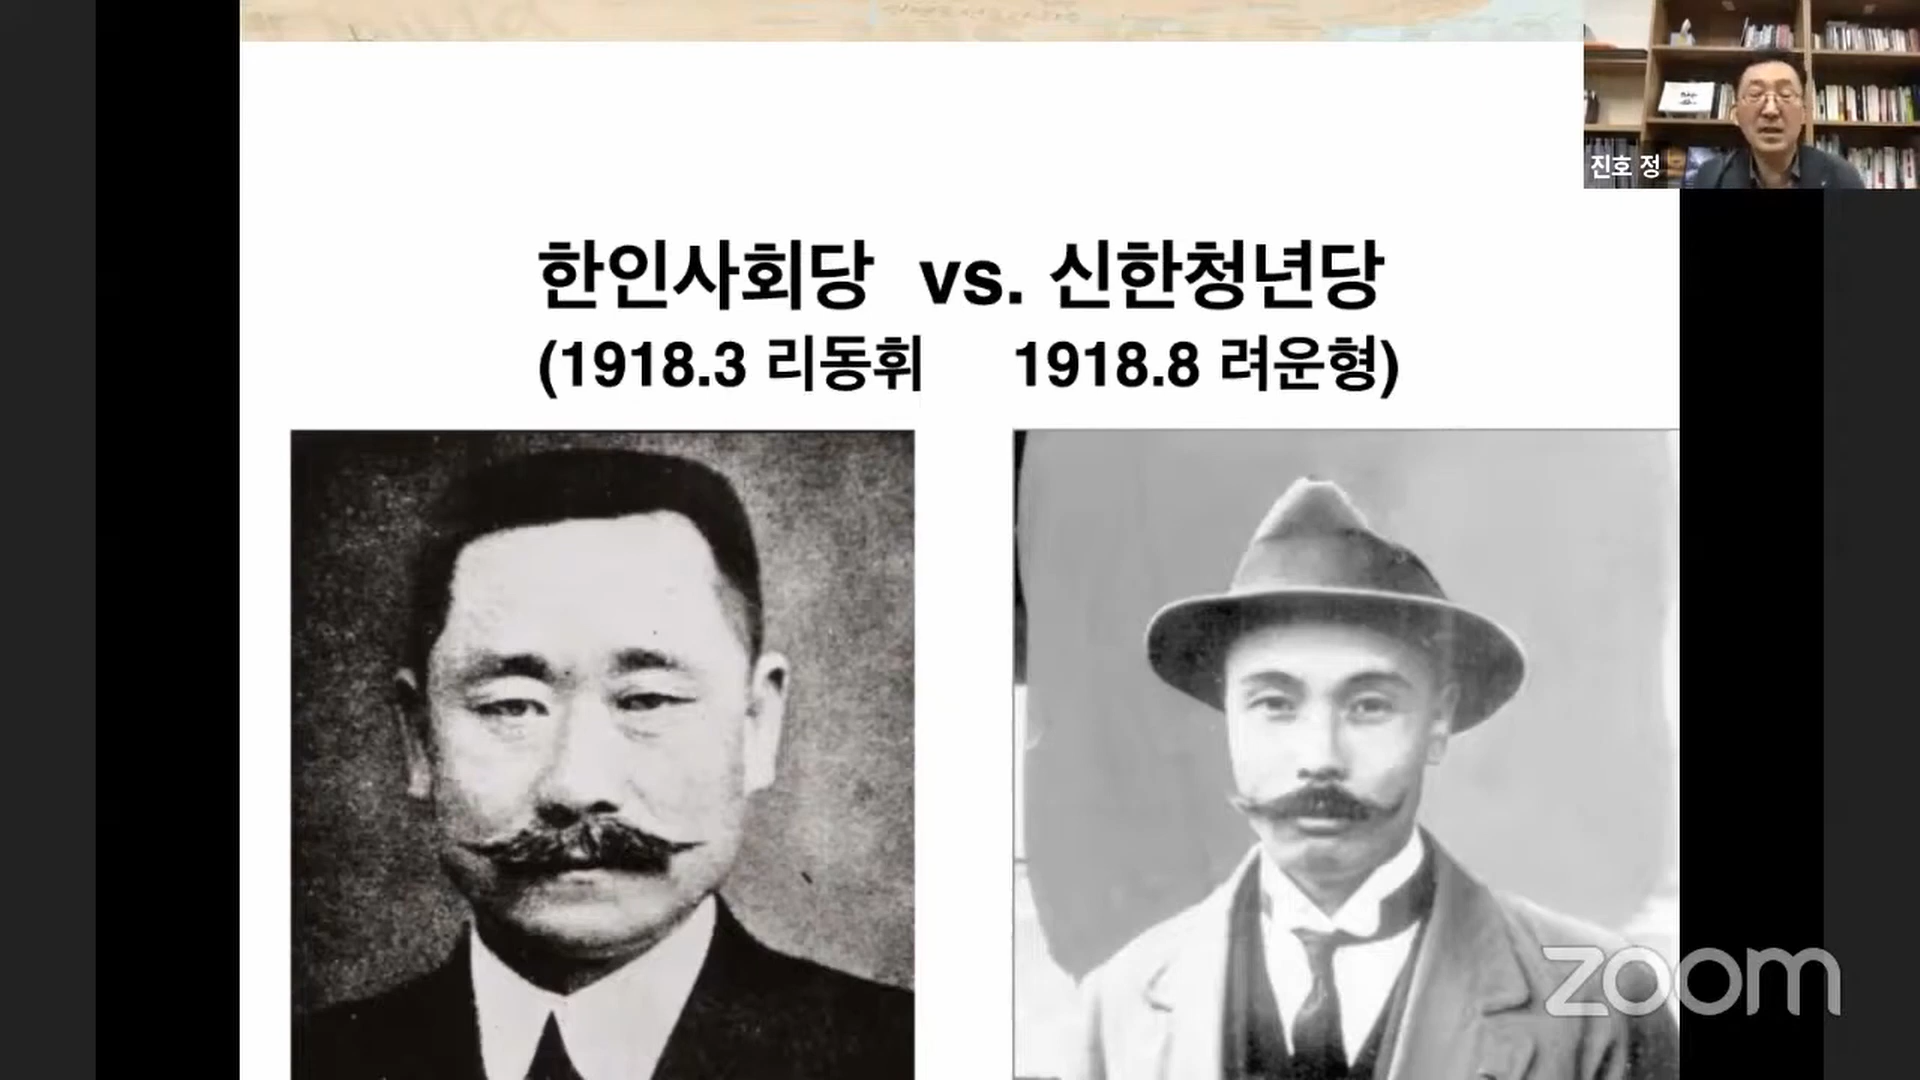 진호 정
한인사회당 vs. 신한청년당
(1918.3 리동휘 1918.8 려운형)
zoom